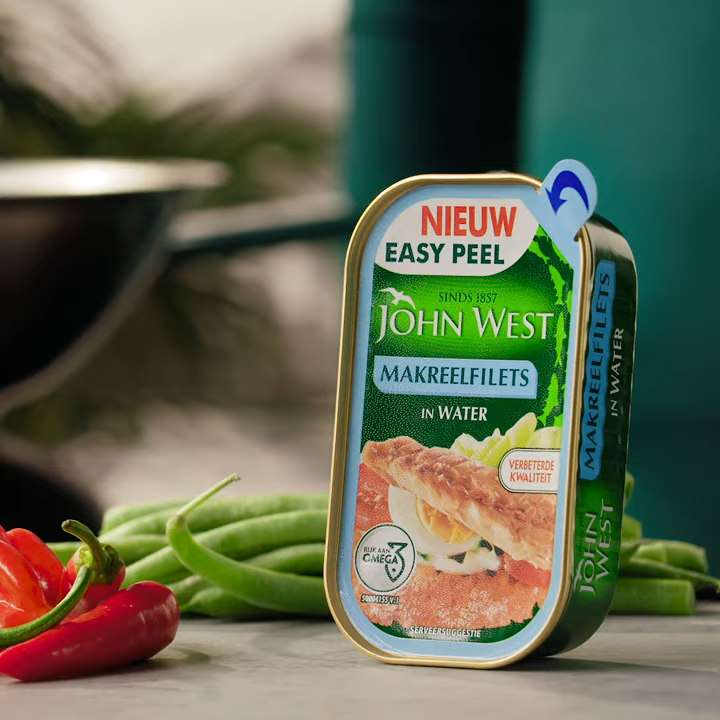 NIEUW
EASY PEEL
SINDS 1857
JOHN WEST
MAKREELFILETS
IN WATER
VERBETERDE
KWALITEIT
RIJK AAN
OMEGA 3
SERVEERSUGGESTIE
MAKREELFILETS
IN WATER
JOHN
WEST